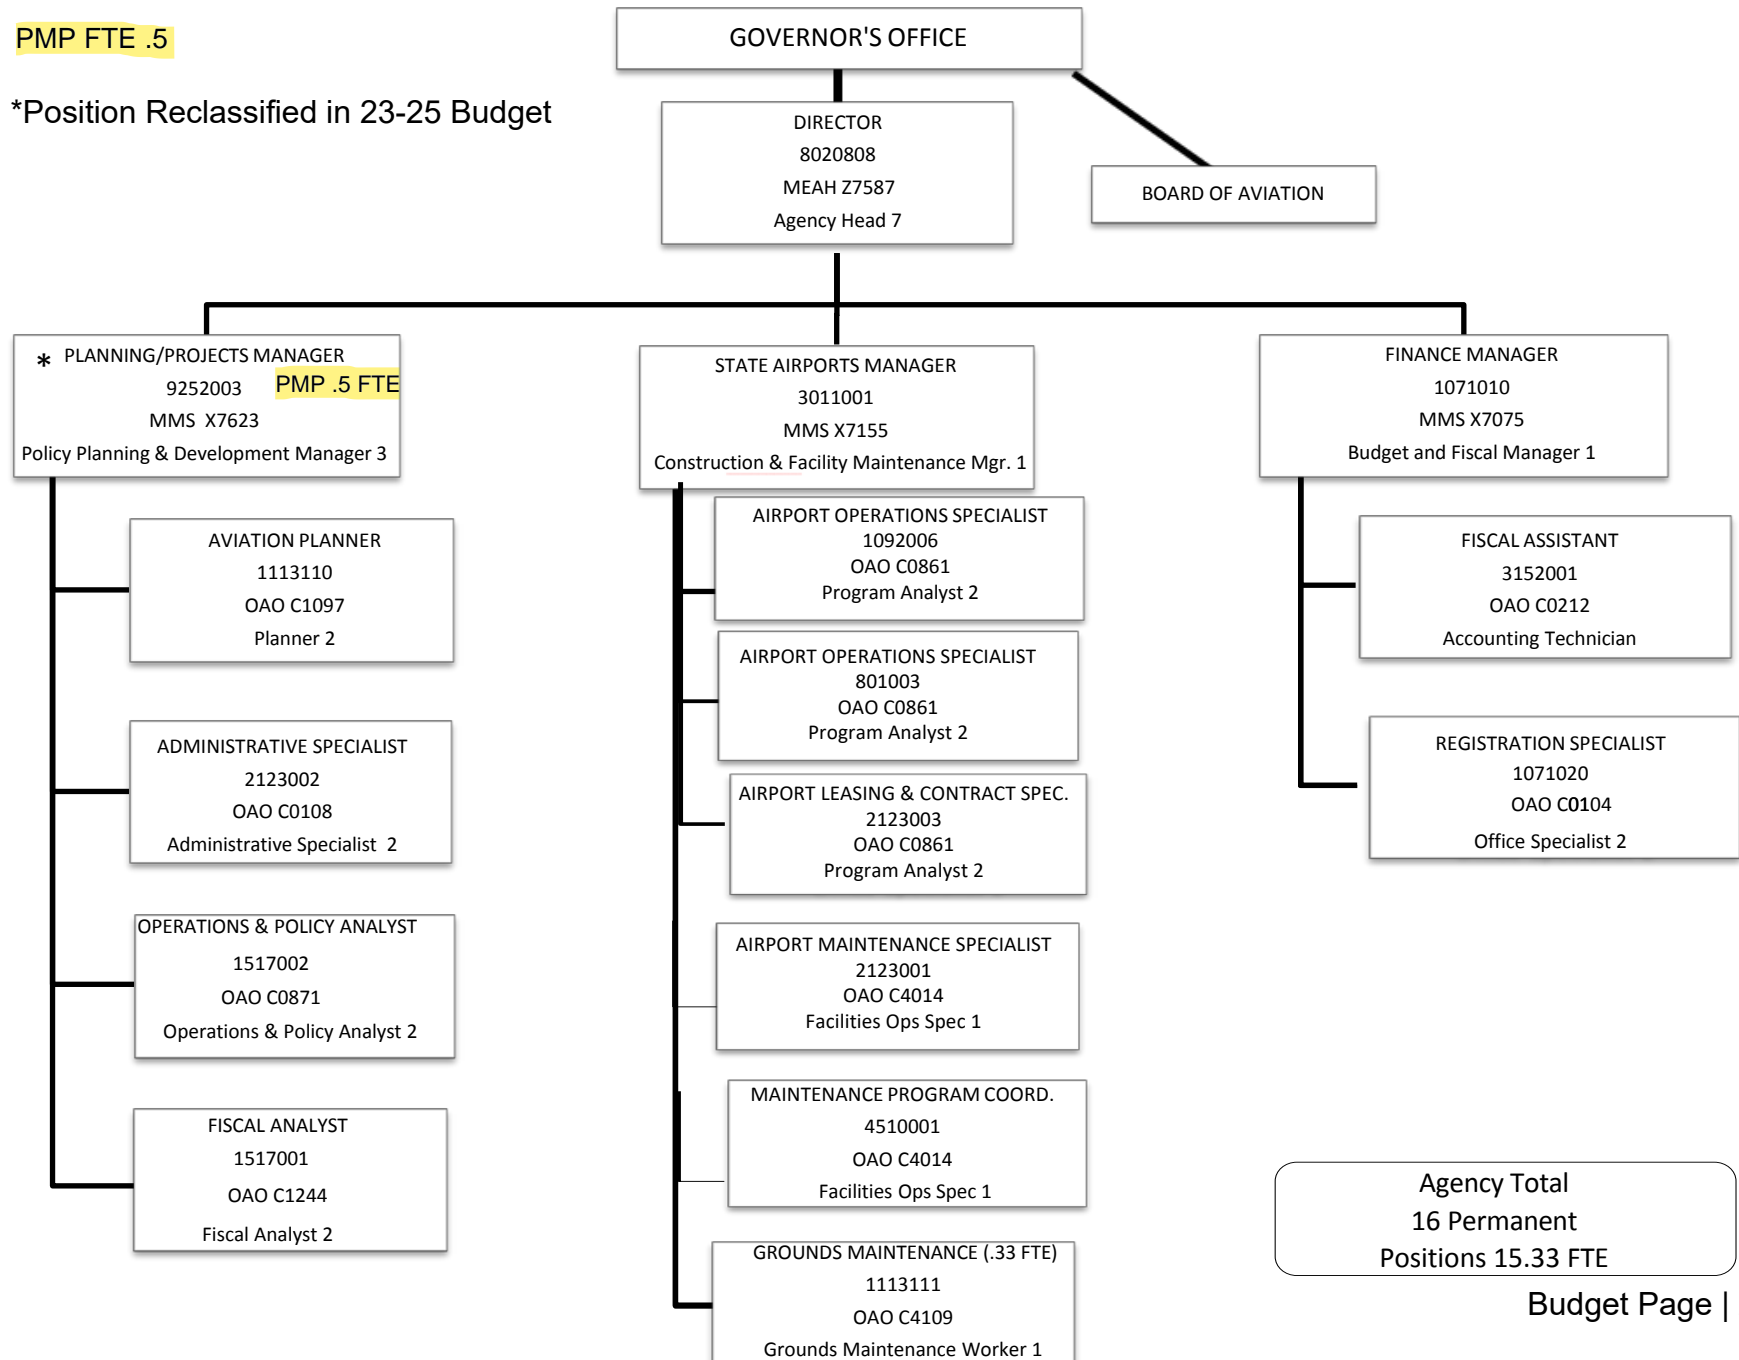 PMP FTE .5
*Position Reclassified in 23-25 Budget
GOVERNOR'S OFFICE
DIRECTOR
8020808
MEAH Z7587
Agency Head 7
BOARD OF AVIATION
* PLANNING/PROJECTS MANAGER
9252003 PMP .5 FTE
MMS X7623
Policy Planning & Development Manager 3
AVIATION PLANNER
1113110
OAO C1097
Planner 2
ADMINISTRATIVE SPECIALIST
2123002
OAO C0108
Administrative Specialist 2
OPERATIONS & POLICY ANALYST
1517002
OAO C0871
Operations & Policy Analyst 2
FISCAL ANALYST
1517001
OAO C1244
Fiscal Analyst 2
STATE AIRPORTS MANAGER
3011001
MMS X7155
Construction & Facility Maintenance Mgr. 1
AIRPORT OPERATIONS SPECIALIST
1092006
OAO C0861
Program Analyst 2
AIRPORT OPERATIONS SPECIALIST
801003
OAO C0861
Program Analyst 2
AIRPORT LEASING & CONTRACT SPEC.
2123003
OAO C0861
Program Analyst 2
AIRPORT MAINTENANCE SPECIALIST
2123001
OAO C4014
Facilities Ops Spec 1
MAINTENANCE PROGRAM COORD.
4510001
OAO C4014
Facilities Ops Spec 1
GROUNDS MAINTENANCE (.33 FTE)
1113111
OAO C4109
Grounds Maintenance Worker 1
FINANCE MANAGER
1071010
MMS X7075
Budget and Fiscal Manager 1
FISCAL ASSISTANT
3152001
OAO C0212
Accounting Technician
REGISTRATION SPECIALIST
1071020
OAO C0104
Office Specialist 2
Agency Total
16 Permanent
Positions 15.33 FTE
Budget Page |